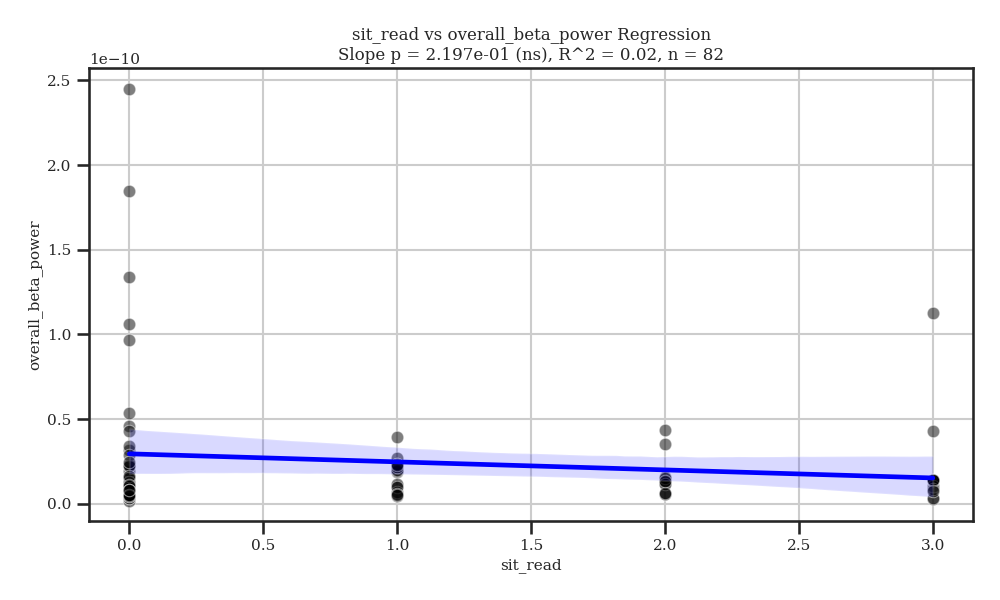 sit_read vs overall_beta_power Regression
Slope p = 2.197e-01 (ns), R^2 = 0.02, n = 82
1e−10
2.5
2.0
1.5
1.0
0.5
0.0
overall_beta_power
0.0 0.5 1.0 1.5 2.0 2.5 3.0
sit_read